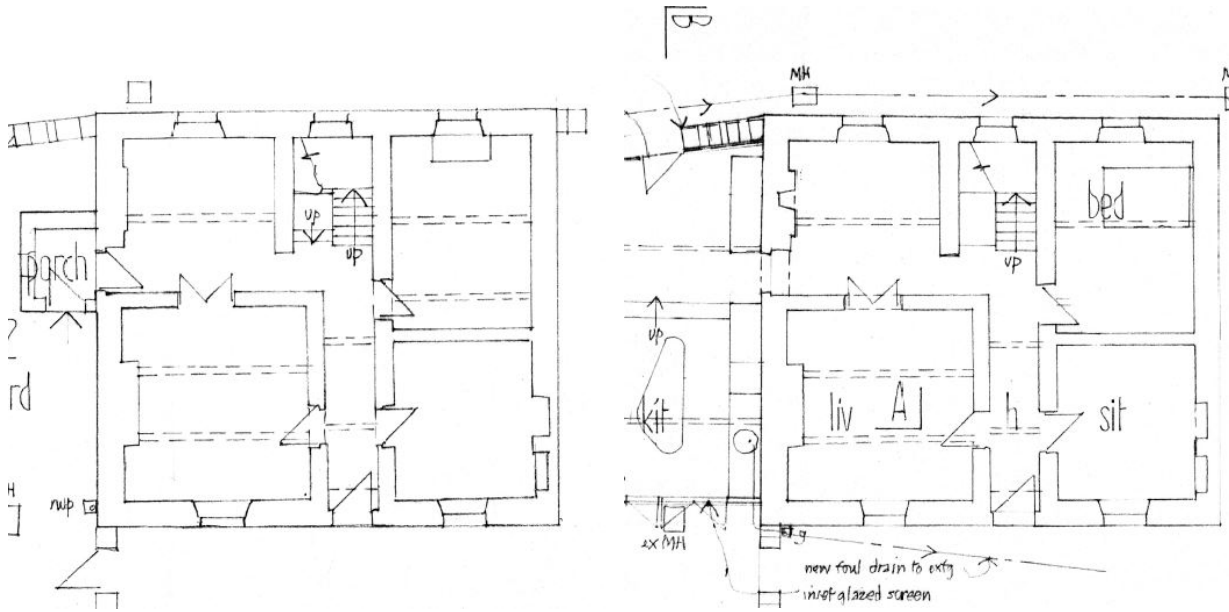 up
up
porch
rd
rwp
MH
up
up
bed
kit
liv
A
h
sit
ex MH
g
new foul drain to extg
inset glazed screen